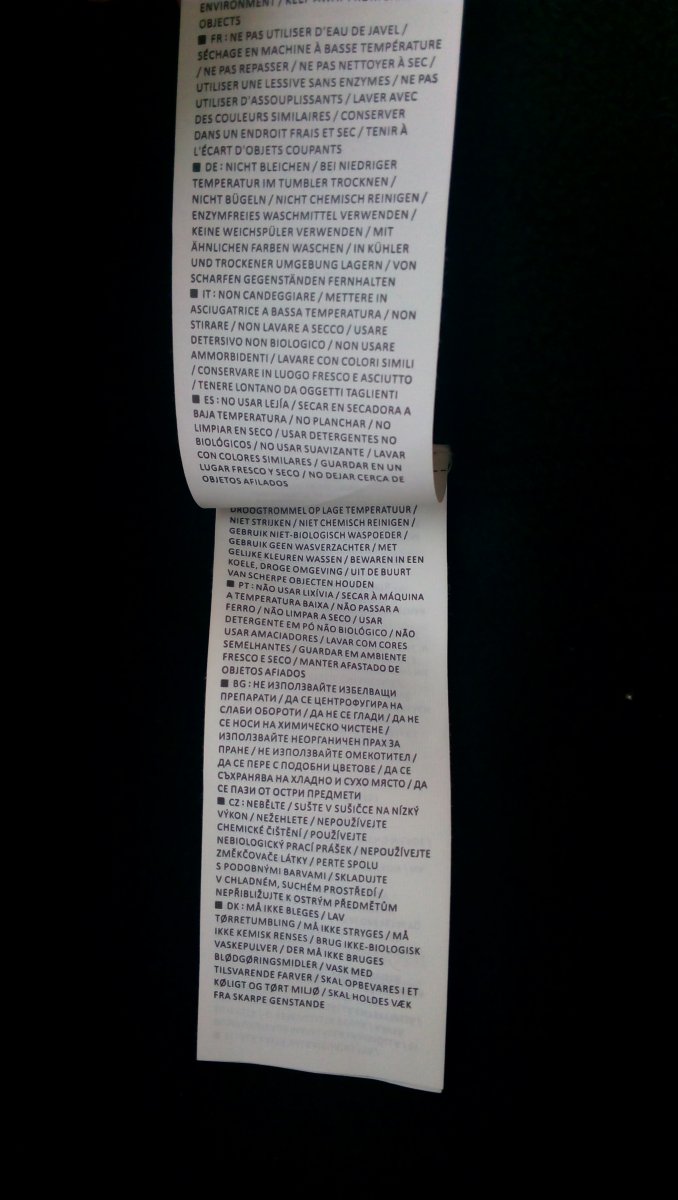 ENVIRONMENT / KEEP AWAY FROM
OBJECTS
■ FR : NE PAS UTILISER D'EAU DE JAVEL /
SÉCHAGE EN MACHINE À BASSE TEMPÉRATURE
/ NE PAS REPASSER / NE PAS NETTOYER À SEC /
UTILISER UNE LESSIVE SANS ENZYMES / NE PAS
UTILISER D'ASSOUPLISSANTS / LAVER AVEC
DES COULEURS SIMILAIRES / CONSERVER
DANS UN ENDROIT FRAIS ET SEC / TENIR À
L'ÉCART D'OBJETS COUPANTS
■ DE : NICHT BLEICHEN / BEI NIEDRIGER
TEMPERATUR IM TUMBLER TROCKNEN /
NICHT BÜGELN / NICHT CHEMISCH REINIGEN /
ENZYMFREIES WASCHMITTEL VERWENDEN /
KEINE WEICHSPÜLER VERWENDEN / MIT
ÄHNLICHEN FARBEN WASCHEN / IN KÜHLER
UND TROCKENER UMGEBUNG LAGERN / VON
SCHARFEN GEGENSTÄNDEN FERNHALTEN
■ IT : NON CANDEGGIARE / METTERE IN
ASCIUGATRICE A BASSA TEMPERATURA / NON
STIRARE / NON LAVARE A SECCO / USARE
DETERSIVO NON BIOLOGICO / NON USARE
AMMORBIDENTI / LAVARE CON COLORI SIMILI
/ CONSERVARE IN LUOGO FRESCO E ASCIUTTO
/ TENERE LONTANO DA OGGETTI TAGLIENTI
■ ES : NO USAR LEJÍA / SECAR EN SECADORA A
BAJA TEMPERATURA / NO PLANCHAR / NO
LIMPIAR EN SECO / USAR DETERGENTES NO
BIOLÓGICOS / NO USAR SUAVIZANTE / LAVAR
CON COLORES SIMILARES / GUARDAR EN UN
LUGAR FRESCO Y SECO / NO DEJAR CERCA DE
OBJETOS AFILADOS
DROOGTROMMEL OP LAGE TEMPERATUUR /
NIET STRIJKEN / NIET CHEMISCH REINIGEN /
GEBRUIK NIET-BIOLOGISCH WASPOEDER /
GEBRUIK GEEN WASVERZACHTER / MET
GELIJKE KLEUREN WASSEN / BEWAREN IN EEN
KOELE, DROGE OMGEVING / UIT DE BUURT
VAN SCHERPE OBJECTEN HOUDEN
■ PT : NÃO USAR LIXÍVIA / SECAR À MÁQUINA
A TEMPERATURA BAIXA / NÃO PASSAR A
FERRO / NÃO LIMPAR A SECO / USAR
DETERGENTE EM PÓ NÃO BIOLÓGICO / NÃO
USAR AMACIADORES / LAVAR COM CORES
SEMELHANTES / GUARDAR EM AMBIENTE
FRESCO E SECO / MANTER AFASTADO DE
OBJETOS AFIADOS
■ BG : НЕ ИЗПОЛЗВАЙТЕ ИЗБЕЛВАЩИ
ПРЕПАРАТИ / ДА СЕ ЦЕНТРОФУГИРА НА
СЛАБИ ОБОРОТИ / ДА НЕ СЕ ГЛАДИ / ДА НЕ
СЕ НОСИ НА ХИМИЧЕСКО ЧИСТЕНЕ /
ИЗПОЛЗВАЙТЕ НЕОРГАНИЧЕН ПРАХ ЗА
ПРАНЕ / НЕ ИЗПОЛЗВАЙТЕ ОМЕКОТИТЕЛ /
ДА СЕ ПЕРЕ С ПОДОБНИ ЦВЕТОВЕ / ДА СЕ
СЪХРАНЯВА НА ХЛАДНО И СУХО МЯСТО / ДА
СЕ ПАЗИ ОТ ОСТРИ ПРЕДМЕТИ
■ CZ : NEBĚLTE / SUŠTE V SUŠIČCE NA NÍZKÝ
VÝKON / NEŽEHLETE / NEPOUŽÍVEJTE
CHEMICKÉ ČIŠTĚNÍ / POUŽÍVEJTE
NEBIOLOGICKÝ PRACÍ PRÁŠEK / NEPOUŽÍVEJTE
ZMĚKČOVAČE LÁTKY / PERTE SPOLU
S PODOBNÝMI BARVAMI / SKLADUJTE
V CHLADNÉM, SUCHÉM PROSTŘEDÍ /
NEPŘIBLIŽUJTE K OSTRÝM PŘEDMĚTŮM
■ DK : MÅ IKKE BLEGES / LAV
TØRRETUMBLING / MÅ IKKE STRYGES / MÅ
IKKE KEMISK RENSES / BRUG IKKE-BIOLOGISK
VASKEPULVER / DER MÅ IKKE BRUGES
BLØDGØRINGSMIDLER / VASK MED
TILSVARENDE FARVER / SKAL OPBEVARES I ET
KØLIGT OG TØRT MILJØ / SKAL HOLDES VÆK
FRA SKARPE GENSTANDE